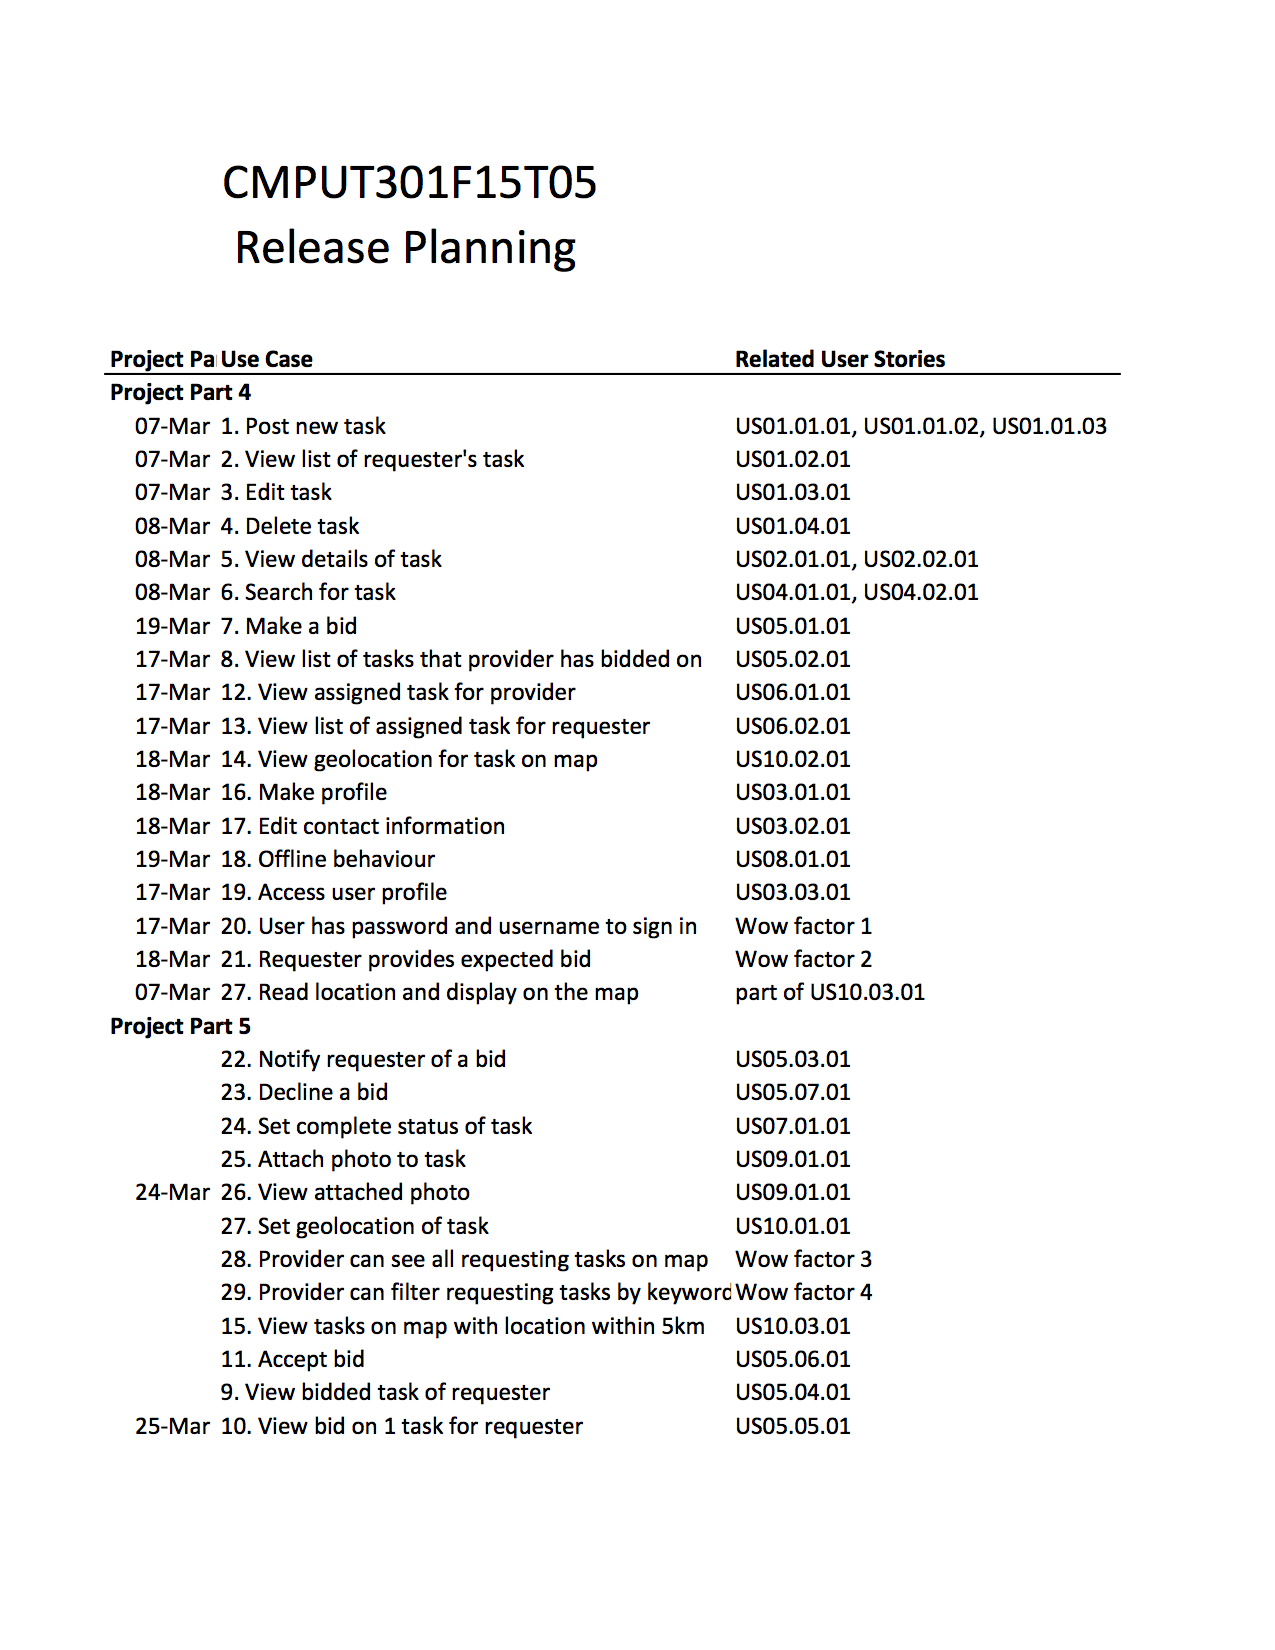 CMPUT301F15T05
Release Planning
Project Pa Use Case Related User Stories
Project Part 4
07-Mar 1. Post new task US01.01.01, US01.01.02, US01.01.03
07-Mar 2. View list of requester's task US01.02.01
07-Mar 3. Edit task US01.03.01
08-Mar 4. Delete task US01.04.01
08-Mar 5. View details of task US02.01.01, US02.02.01
08-Mar 6. Search for task US04.01.01, US04.02.01
19-Mar 7. Make a bid US05.01.01
17-Mar 8. View list of tasks that provider has bidded on US05.02.01
17-Mar 12. View assigned task for provider US06.01.01
17-Mar 13. View list of assigned task for requester US06.02.01
18-Mar 14. View geolocation for task on map US10.02.01
18-Mar 16. Make profile US03.01.01
18-Mar 17. Edit contact information US03.02.01
19-Mar 18. Offline behaviour US08.01.01
17-Mar 19. Access user profile US03.03.01
17-Mar 20. User has password and username to sign in Wow factor 1
18-Mar 21. Requester provides expected bid Wow factor 2
07-Mar 27. Read location and display on the map part of US10.03.01
Project Part 5
22. Notify requester of a bid US05.03.01
23. Decline a bid US05.07.01
24. Set complete status of task US07.01.01
25. Attach photo to task US09.01.01
24-Mar 26. View attached photo US09.01.01
27. Set geolocation of task US10.01.01
28. Provider can see all requesting tasks on map Wow factor 3
29. Provider can filter requesting tasks by keyword Wow factor 4
15. View tasks on map with location within 5km US10.03.01
11. Accept bid US05.06.01
9. View bidded task of requester US05.04.01
25-Mar 10. View bid on 1 task for requester US05.05.01